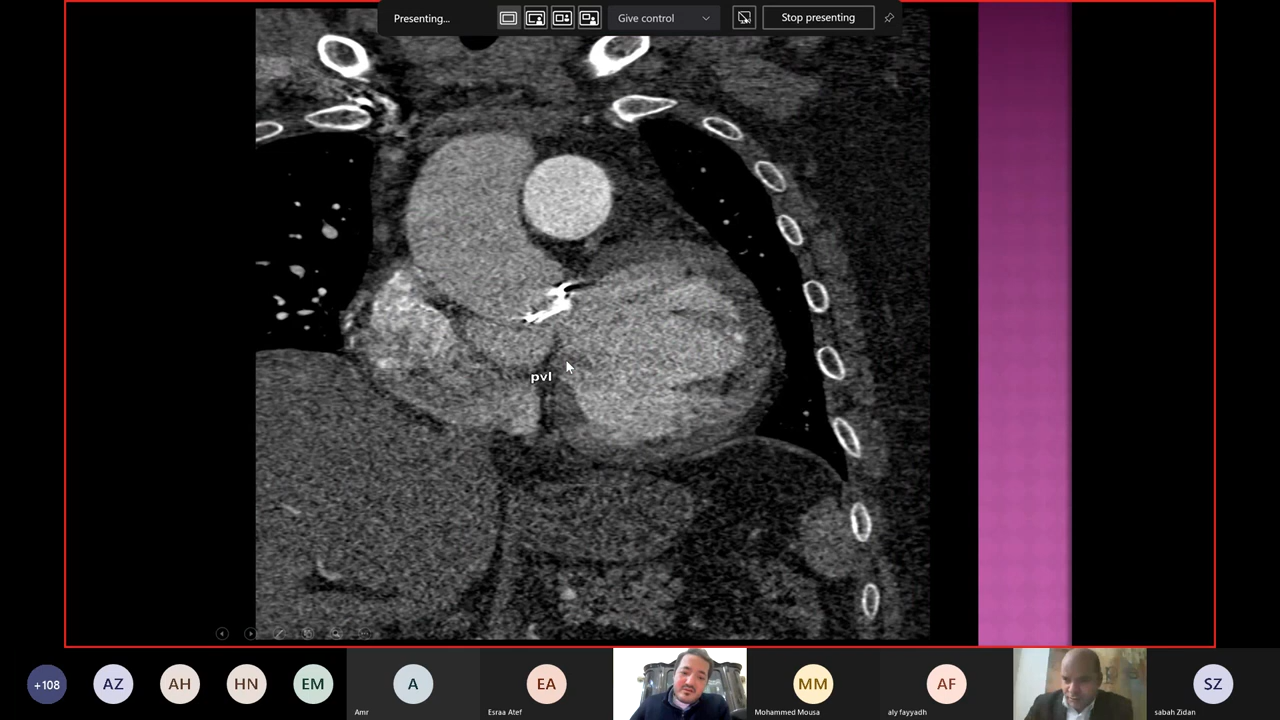 Presenting...
Give control
Stop presenting
pvl
+108
AZ
AH
HN
EM
A
Amr
EA
Esraa Atef
MM
Mohammed Mousa
AF
aly fayyadh
SZ
sabah Zidan